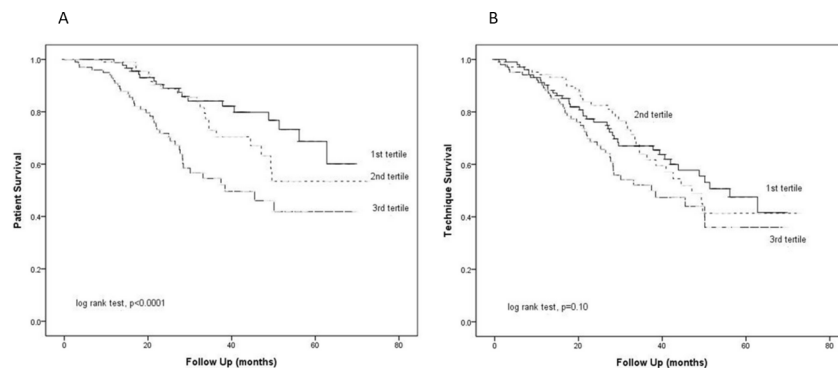 A
B
Patient Survival
1.0
0.8
0.6
0.4
0.2
0.0
1st tertile
2nd tertile
3rd tertile
log rank test, p<0.0001
0 20 40 60 80
Follow Up (months)
Technique Survival
1.0
0.8
0.6
0.4
0.2
0.0
2nd tertile
1st tertile
3rd tertile
log rank test, p=0.10
0 20 40 60 80
Follow Up (months)